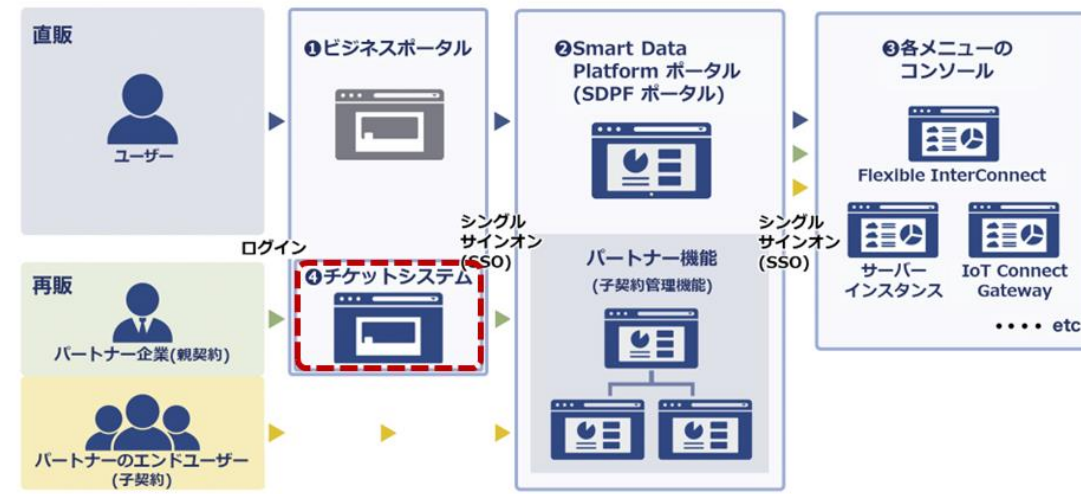 直販
ユーザー
ログイン
再販
パートナー企業(親契約)
パートナーのエンドユーザー
(子契約)
❶ビジネスポータル
❹チケットシステム
シングル
サインオン
(SSO)
❷Smart Data
Platform ポータル
(SDPF ポータル)
パートナー機能
(子契約管理機能)
シングル
サインオン
(SSO)
❸各メニューの
コンソール
Flexible InterConnect
サーバー
インスタンス
IoT Connect
Gateway
•••• etc